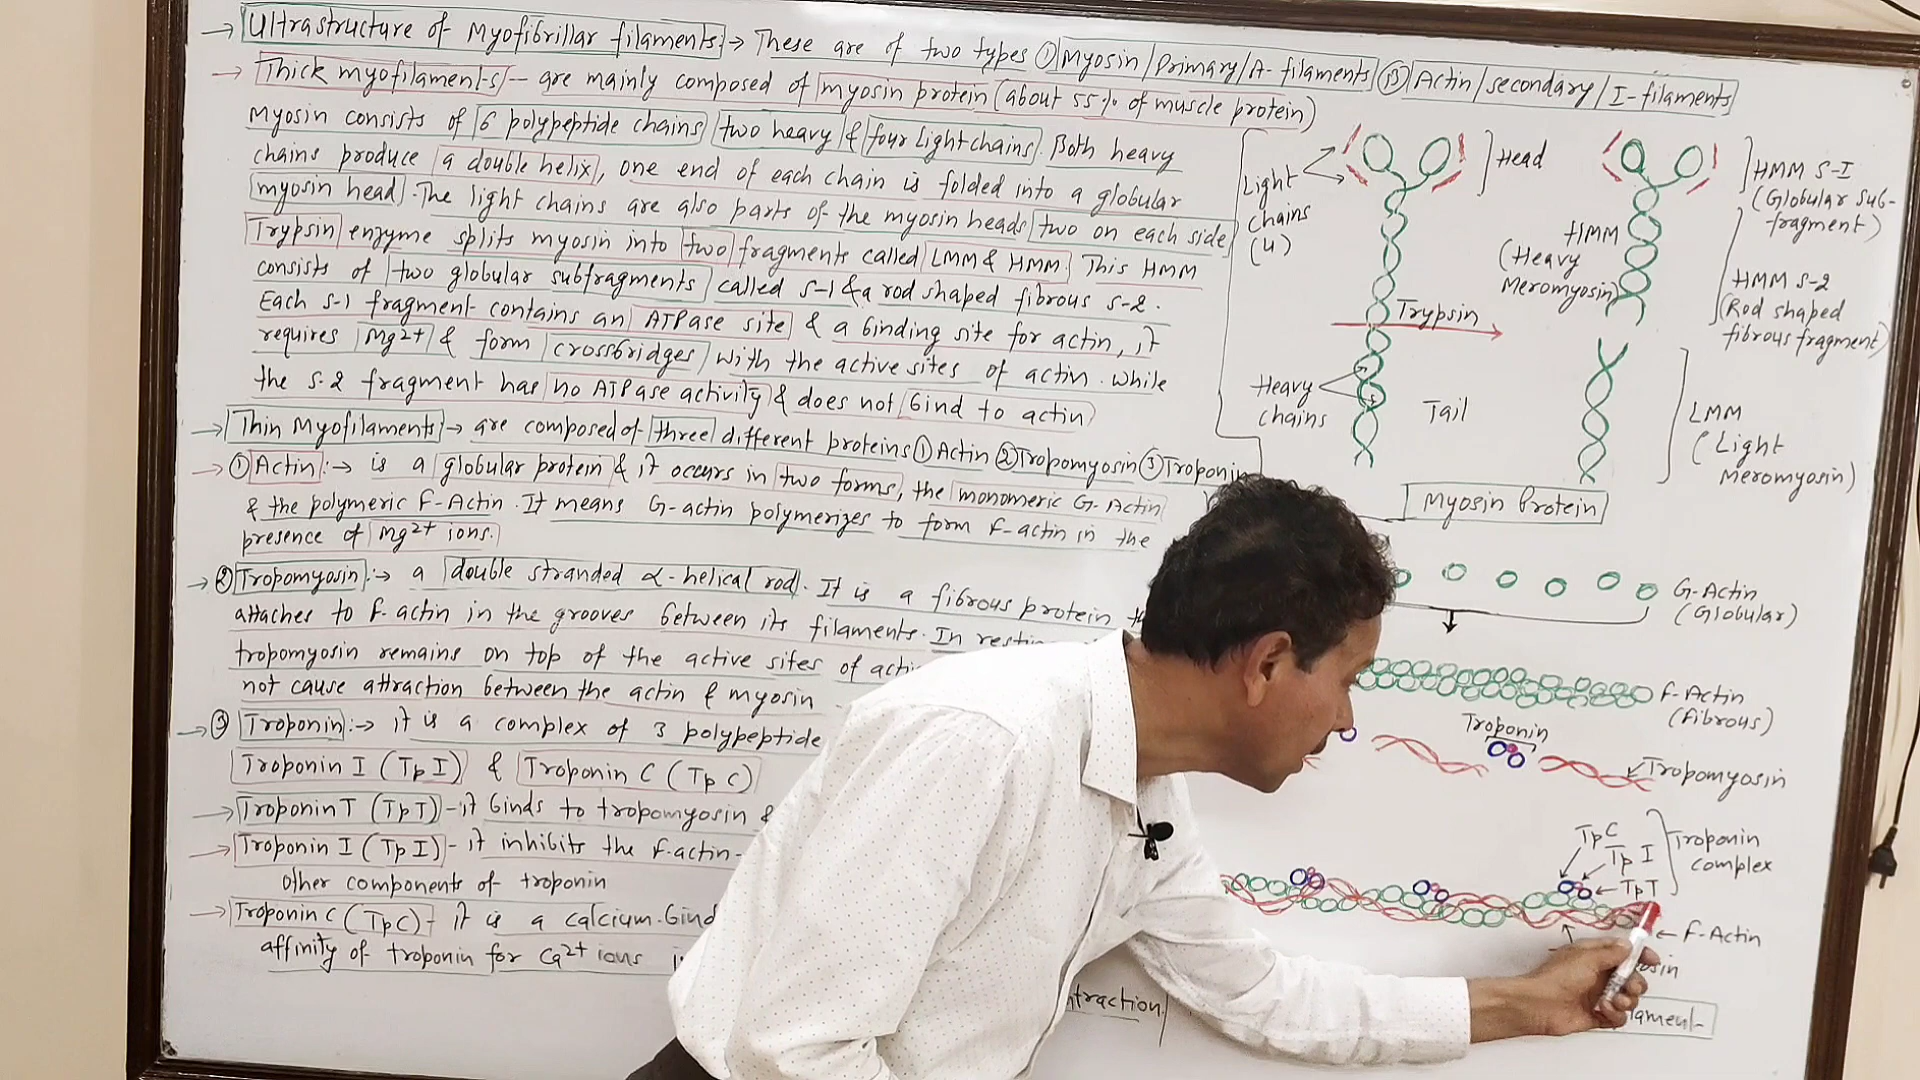 → Ultrastructure of Myofibrillar filaments:→ These are of two types ① Myosin/Primary/A-filaments ② Actin/secondary/I-filaments
→ Thick myofilaments -- are mainly composed of myosin protein (about 55% of muscle protein)
Myosin consists of 6 polypeptide chains two heavy & four Light chains. Both heavy
chains produce a double helix, one end of each chain is folded into a globular
myosin head. The light chains are also parts of the myosin heads two on each side
Trypsin enzyme splits myosin into two fragments called LMM & HMM. This HMM
consists of two globular subfragments called S-1 & a rod shaped fibrous S-2.
Each S-1 fragment contains an ATPase site & a binding site for actin, it
requires Mg2+ & form crossbridges with the active sites of actin. While
the S-2 fragment has no ATPase activity & does not bind to actin
→ Thin Myofilaments → are composed of three different proteins ① Actin ② Tropomyosin ③ Troponin
→ ① Actin:→ is a globular protein & it occurs in two forms, the monomeric G-Actin
& the polymeric F-Actin. It means G-actin polymerizes to form F-actin in the
presence of Mg2+ ions.
→ ② Tropomyosin:→ a double stranded α-helical rod. It is a fibrous protein
attaches to F-actin in the grooves between its filaments. In
tropomyosin remains on top of the active sites of
not cause attraction between the actin & myosin
→ ③ Troponin:→ it is a complex of 3 polypeptide
Troponin I (TpI) & Troponin C (TpC)
→ Troponin T (TpT) - it binds to tropomyosin &
→ Troponin I (TpI) - it inhibits the F-actin-
other components of troponin
→ Troponin C (TpC) - it is a calcium
affinity of troponin for Ca2+ ions
Light
chains
(4)
Head
Trypsin
Heavy
chains
Tail
HMM
(Heavy
Meromyosin)
HMM S-I
(Globular Sub-
fragment)
HMM S-2
(Rod shaped
fibrous fragment)
LMM
(Light
Meromyosin)
Myosin Protein
G-Actin
(Globular)
F-Actin
(Fibrous)
Troponin
Tropomyosin
TpC
Tp I
TpT
Troponin
complex
F-Actin